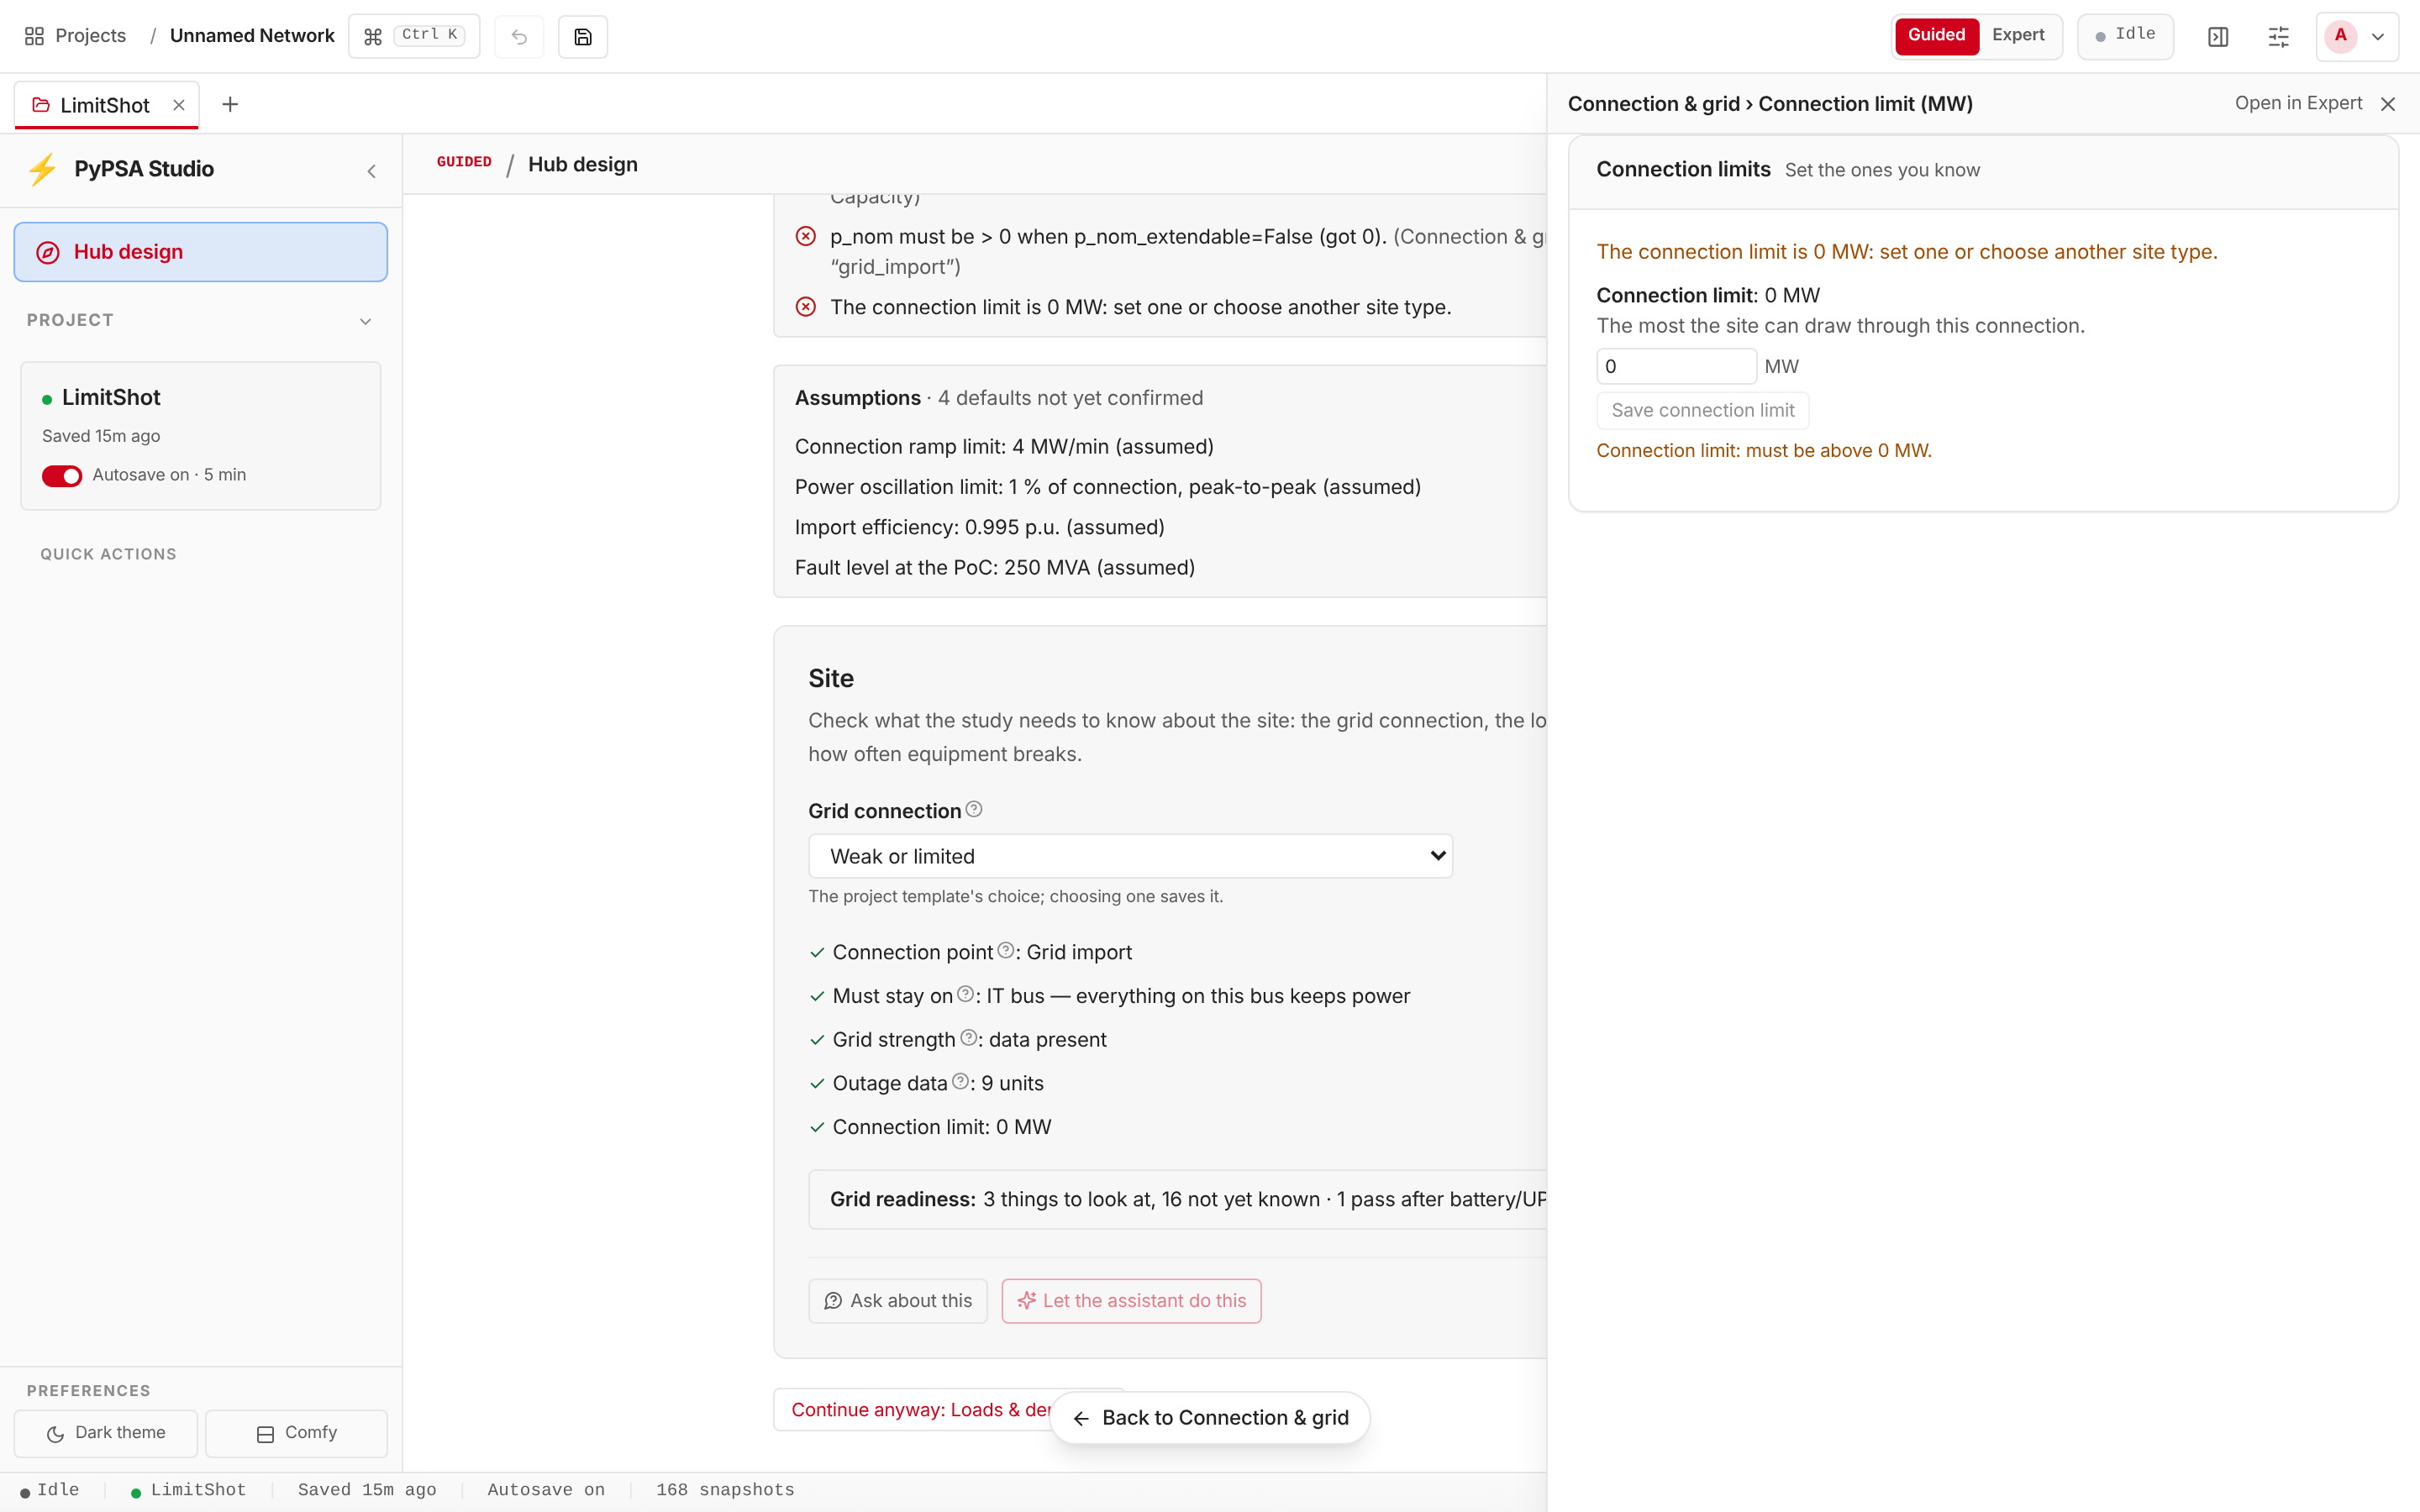 Projects / Unnamed Network Ctrl K
Guided Expert Idle A
LimitShot
PyPSA Studio
Hub design
PROJECT
LimitShot
Saved 15m ago
Autosave on · 5 min
QUICK ACTIONS
PREFERENCES
Dark theme
Comfy
GUIDED / Hub design
Capacity)
p_nom must be > 0 when p_nom_extendable=False (got 0). (Connection & g
“grid_import”)
The connection limit is 0 MW: set one or choose another site type.
Assumptions · 4 defaults not yet confirmed
Connection ramp limit: 4 MW/min (assumed)
Power oscillation limit: 1 % of connection, peak-to-peak (assumed)
Import efficiency: 0.995 p.u. (assumed)
Fault level at the PoC: 250 MVA (assumed)
Site
Check what the study needs to know about the site: the grid connection, the lo
how often equipment breaks.
Grid connection
Weak or limited
The project template's choice; choosing one saves it.
Connection point: Grid import
Must stay on: IT bus — everything on this bus keeps power
Grid strength: data present
Outage data: 9 units
Connection limit: 0 MW
Grid readiness: 3 things to look at, 16 not yet known · 1 pass after battery/UP
Ask about this
Let the assistant do this
Continue anyway: Loads & de
Back to Connection & grid
Connection & grid › Connection limit (MW)
Open in Expert
Connection limits Set the ones you know
The connection limit is 0 MW: set one or choose another site type.
Connection limit: 0 MW
The most the site can draw through this connection.
0 MW
Save connection limit
Connection limit: must be above 0 MW.
Idle LimitShot Saved 15m ago Autosave on 168 snapshots